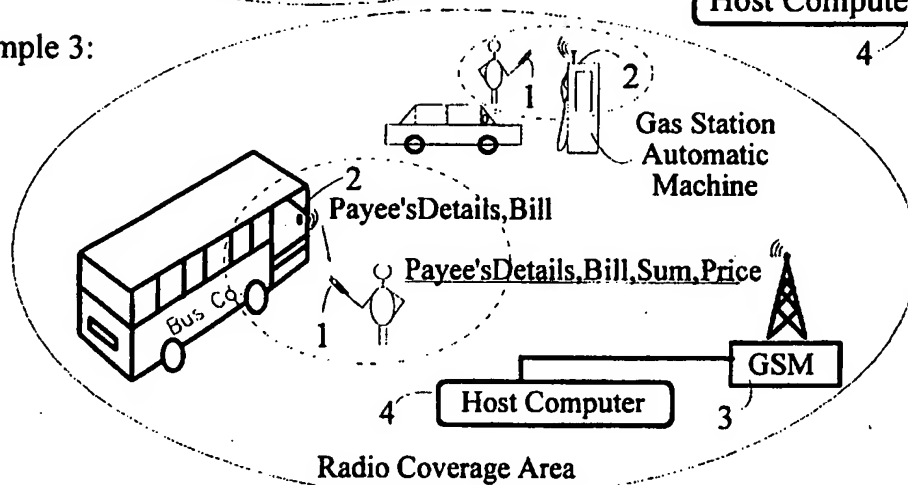 Host Compute
4
mple 3:
1
2
Gas Station
Automatic
Machine
2
Payee'sDetails,Bill
Payee'sDetails,Bill,Sum,Price
Bus Co.
1
GSM
4
Host Computer
3
Radio Coverage Area